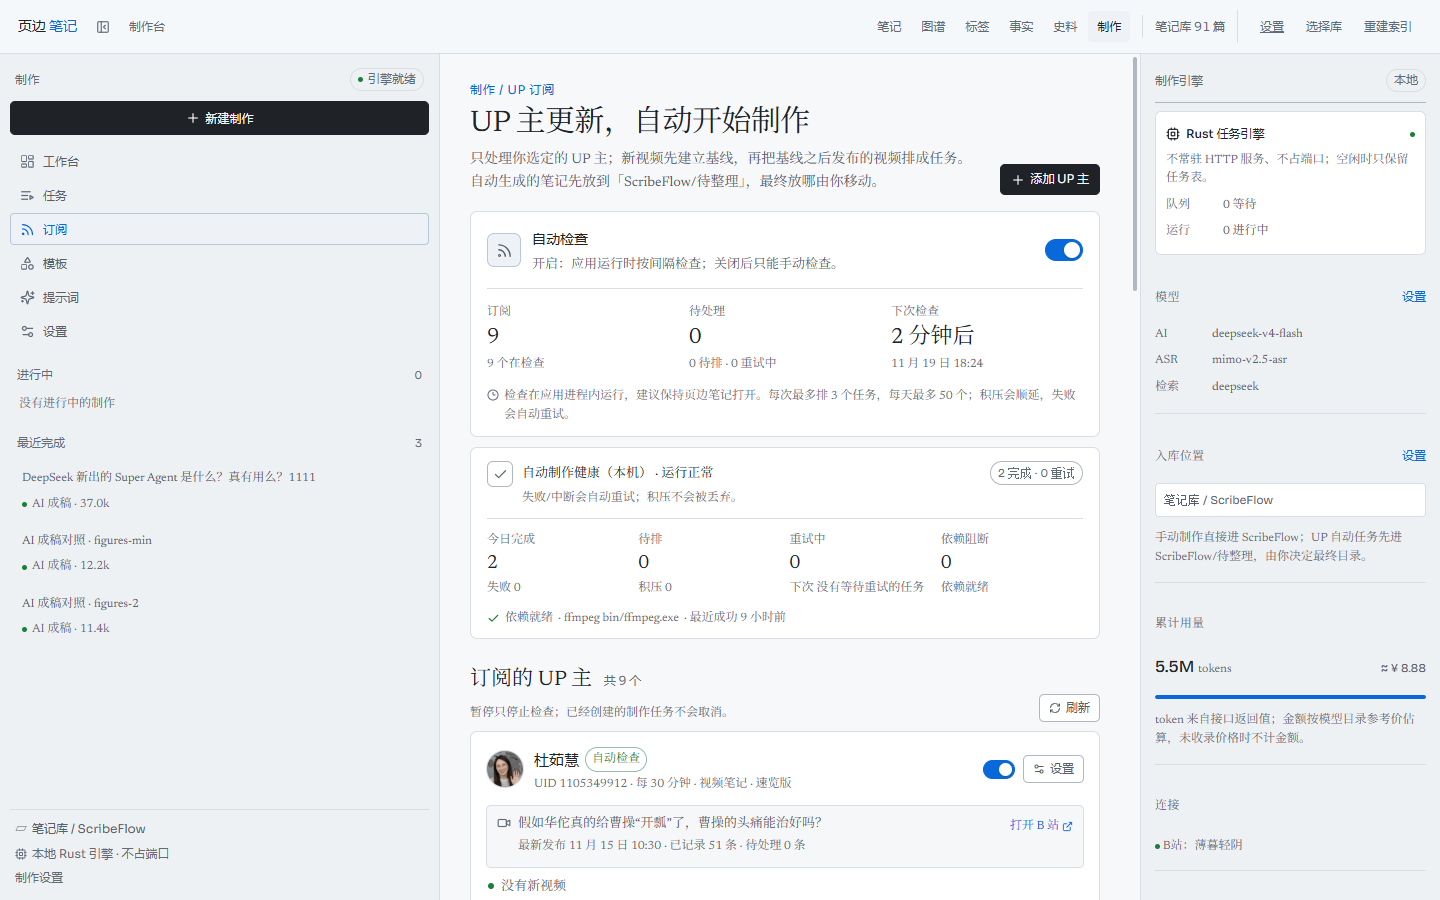 页边 笔记
制作台
笔记 图谱 标签 事实 史料 制作 笔记库 91 篇 设置 选择库 重建索引
制作
引擎就绪
新建制作
工作台
任务
订阅
模板
提示词
设置
进行中 0
没有进行中的制作
最近完成 3
DeepSeek 新出的 Super Agent 是什么？真有用么？1111
AI 成稿 · 37.0k
AI 成稿对照 · figures-min
AI 成稿 · 12.2k
AI 成稿对照 · figures-2
AI 成稿 · 11.4k
笔记库 / ScribeFlow
本地 Rust 引擎 · 不占端口
制作设置
制作 / UP 订阅
UP 主更新，自动开始制作
只处理你选定的 UP 主；新视频先建立基线，再把基线之后发布的视频排成任务。
自动生成的笔记先放到「ScribeFlow/待整理」，最终放哪由你移动。
添加 UP 主
自动检查
开启：应用运行时按间隔检查；关闭后只能手动检查。
订阅 待处理 下次检查
9 0 2 分钟后
9 个在检查 0 待排 · 0 重试中 11 月 19 日 18:24
检查在应用进程内运行，建议保持页边笔记打开。每次最多排 3 个任务，每天最多 50 个；积压会顺延，失败
会自动重试。
自动制作健康（本机） · 运行正常
失败/中断会自动重试；积压不会被丢弃。
2 完成 · 0 重试
今日完成 待排 重试中 依赖阻断
2 0 0 0
失败 0 积压 0 下次 没有等待重试的任务 依赖就绪
依赖就绪 · ffmpeg bin/ffmpeg.exe · 最近成功 9 小时前
订阅的 UP 主 共 9 个
暂停只停止检查；已经创建的制作任务不会取消。
刷新
杜茹慧 自动检查
UID 1105349912 · 每 30 分钟 · 视频笔记 · 速览版
设置
假如华佗真的给曹操“开瓢”了，曹操的头痛能治好吗？
打开 B 站
最新发布 11 月 15 日 10:30 · 已记录 51 条 · 待处理 0 条
没有新视频
制作引擎 本地
Rust 任务引擎
不常驻 HTTP 服务、不占端口；空闲时只保留
任务表。
队列 0 等待
运行 0 进行中
模型 设置
AI deepseek-v4-flash
ASR mimo-v2.5-asr
检索 deepseek
入库位置 设置
笔记库 / ScribeFlow
手动制作直接进 ScribeFlow；UP 自动任务先进
ScribeFlow/待整理，由你决定最终目录。
累计用量
5.5M tokens ≈ ¥ 8.88
token 来自接口返回值；金额按模型目录参考价估
算，未收录价格时不计金额。
连接
B站：薄暮轻阴